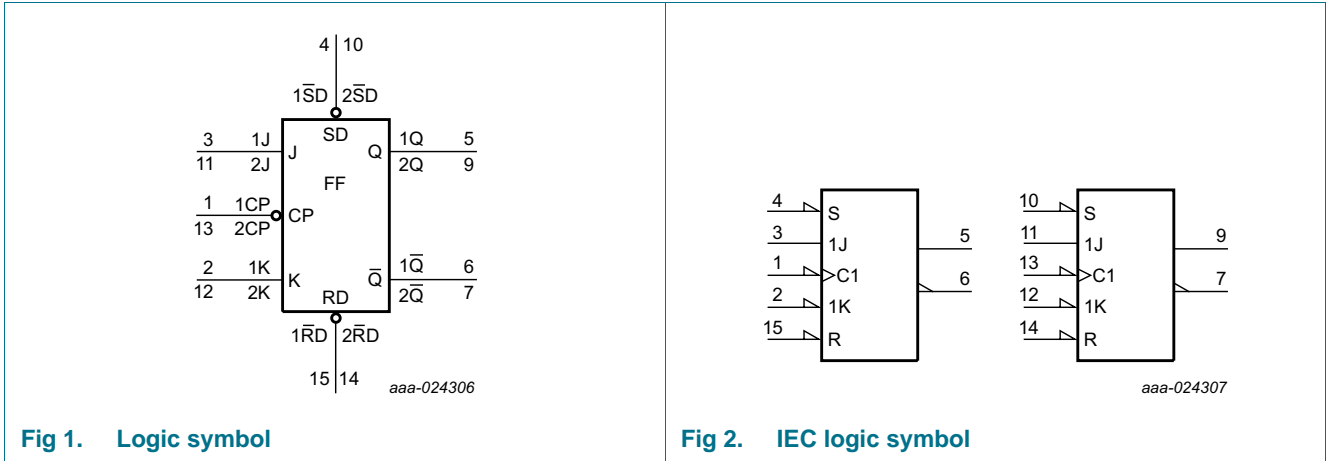 4 10
1S̅D 2S̅D
SD
3 1J J Q 1Q 5
11 2J 2Q 9
FF
1 1CP CP
13 2CP
2 1K K Q̅ 1Q̅ 6
12 2K 2Q̅ 7
RD
1R̅D 2R̅D
15 14
aaa-024306
Fig 1. Logic symbol
4 S
3 1J 5
1 C1
2 1K 6
15 R
10 S
11 1J 9
13 C1
12 1K 7
14 R
aaa-024307
Fig 2. IEC logic symbol